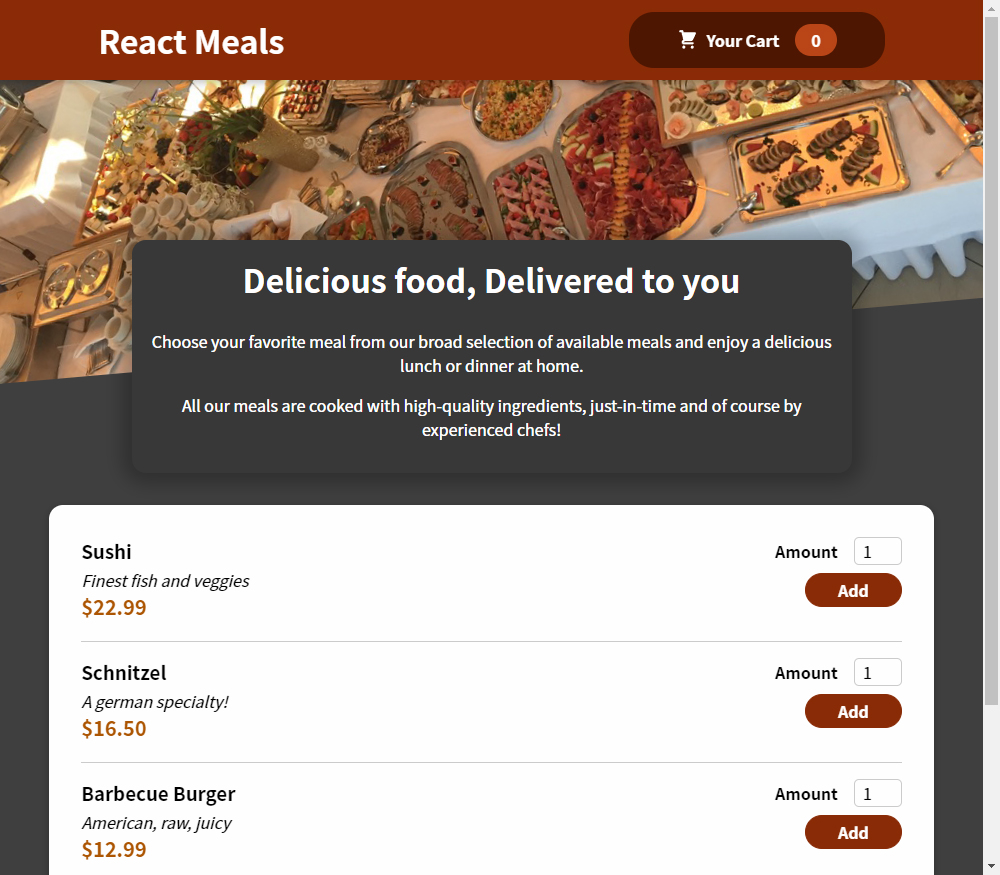 React Meals
Your Cart 0
Delicious food, Delivered to you
Choose your favorite meal from our broad selection of available meals and enjoy a delicious
lunch or dinner at home.
All our meals are cooked with high-quality ingredients, just-in-time and of course by
experienced chefs!
Sushi
Finest fish and veggies
$22.99
Amount 1
Add
Schnitzel
A german specialty!
$16.50
Amount 1
Add
Barbecue Burger
American, raw, juicy
$12.99
Amount 1
Add